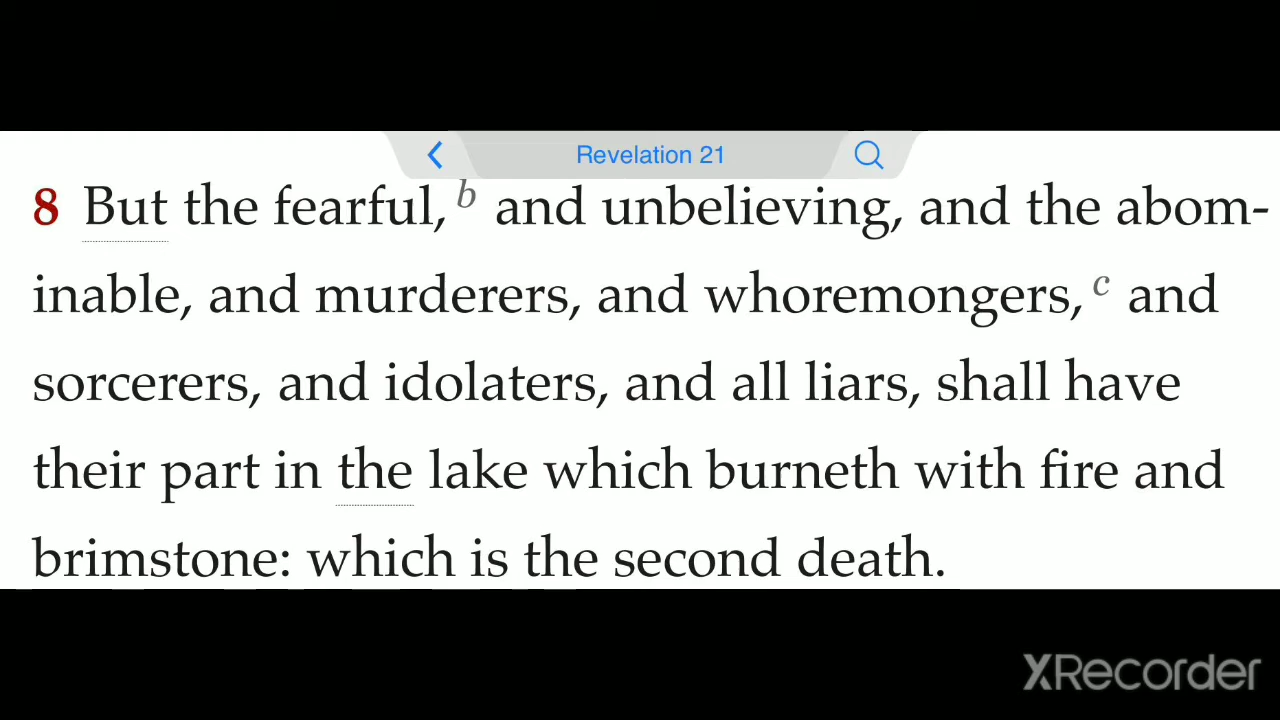 Revelation 21
8 But the fearful, b and unbelieving, and the abom-
inable, and murderers, and whoremongers, c and
sorcerers, and idolaters, and all liars, shall have
their part in the lake which burneth with fire and
brimstone: which is the second death.
XRecorder